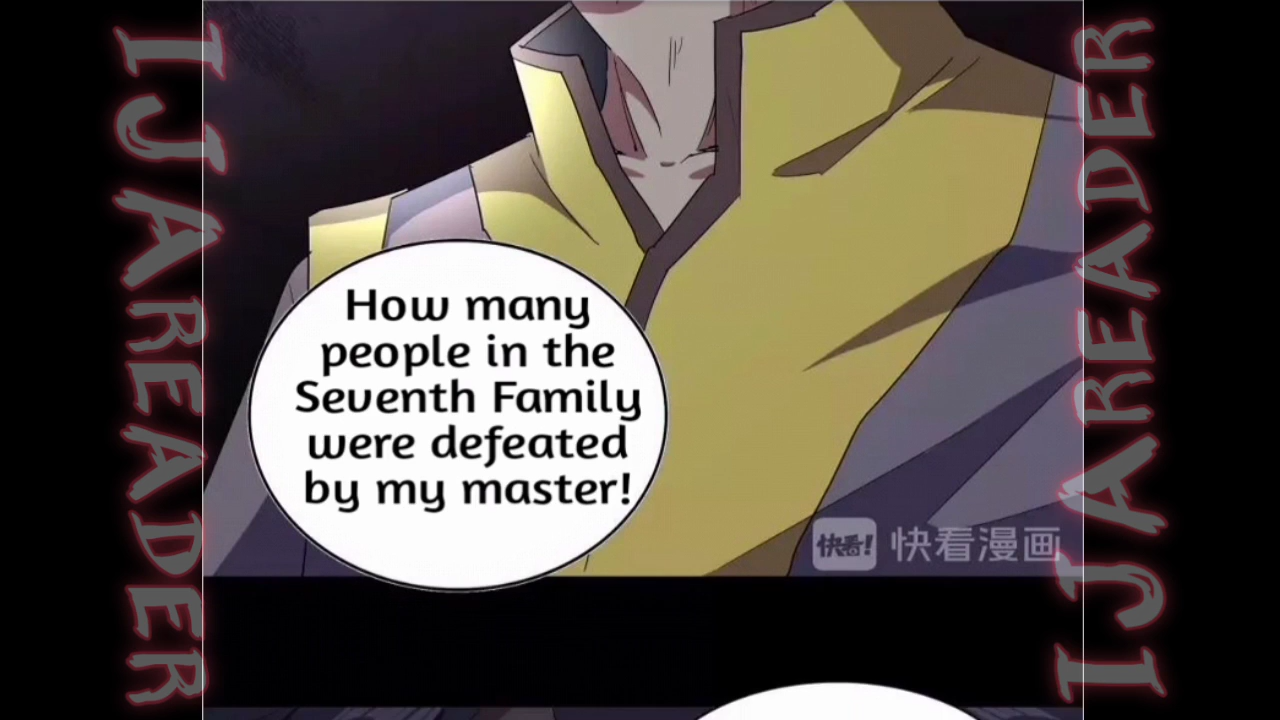 IJAREADER
How many
people in the
Seventh Family
were defeated
by my master!
快看!
快看漫画
IJAREADER